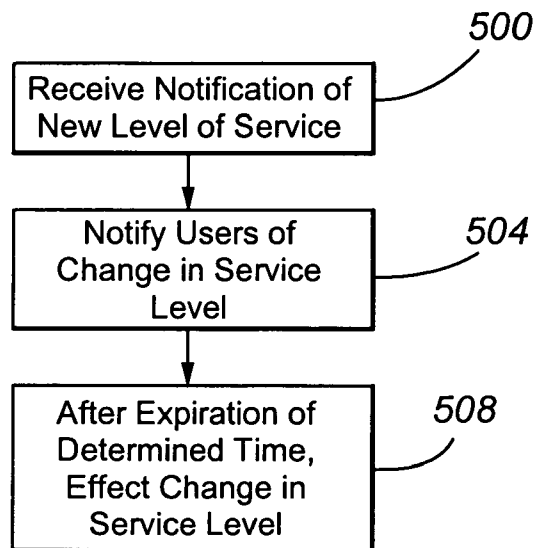 500
Receive Notification of
New Level of Service
504
Notify Users of
Change in Service
Level
508
After Expiration of
Determined Time,
Effect Change in
Service Level